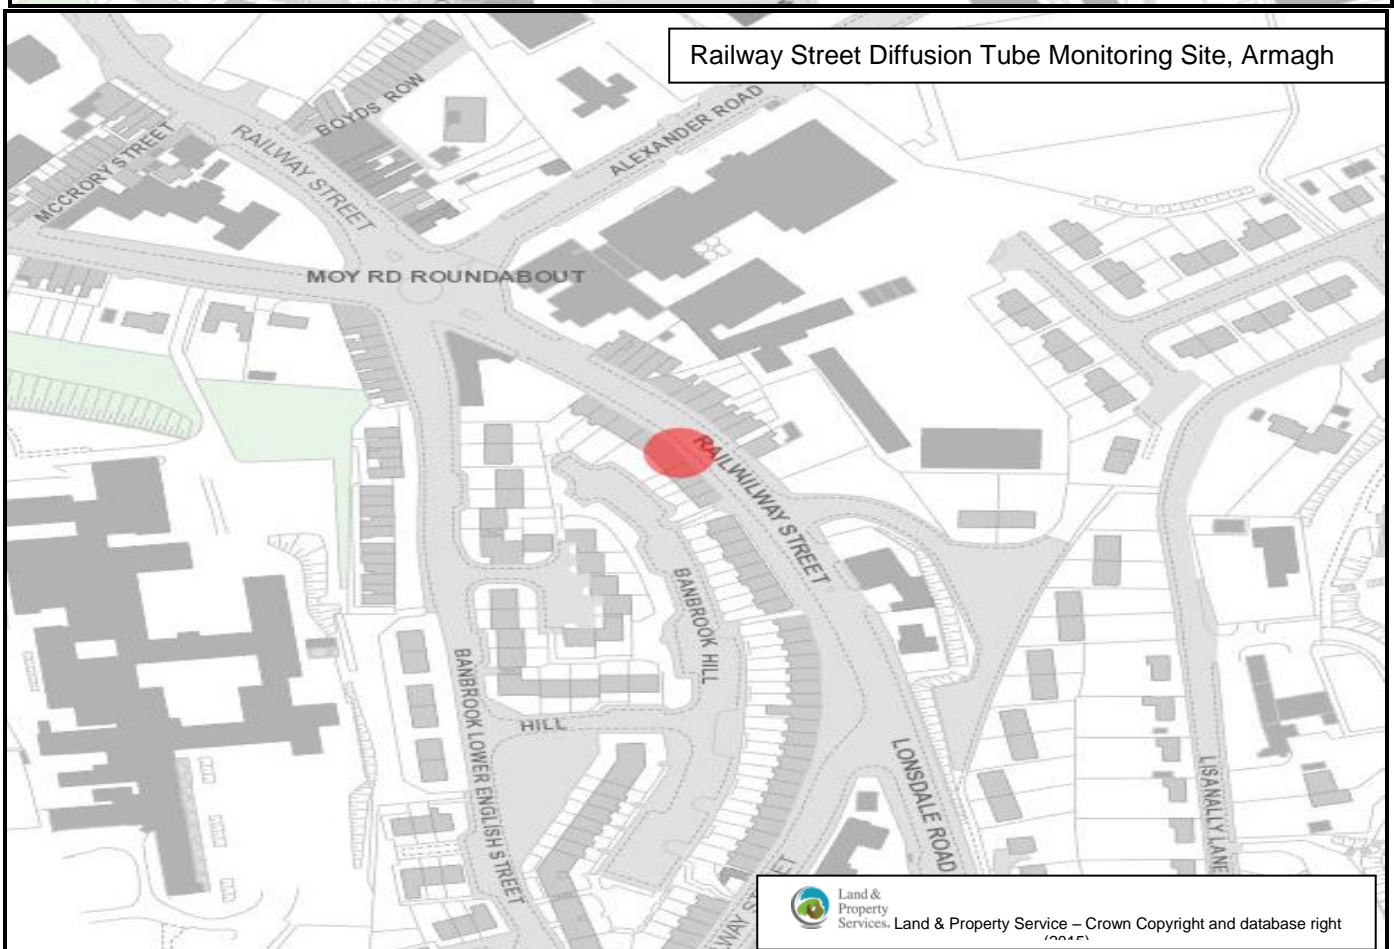 Railway Street Diffusion Tube Monitoring Site, Armagh
BOYDS ROW
ALEXANDER ROAD
MCCRORY STREET
RAILWAY STREET
MOY RD ROUNDABOUT
RAILWAILWAY STREET
BANBROOK HILL
BANBROOK LOWER ENGLISH STREET
HILL
LONSDALE ROAD
LISANALLY LANE
Land &
Property
Services.
Land & Property Service – Crown Copyright and database right